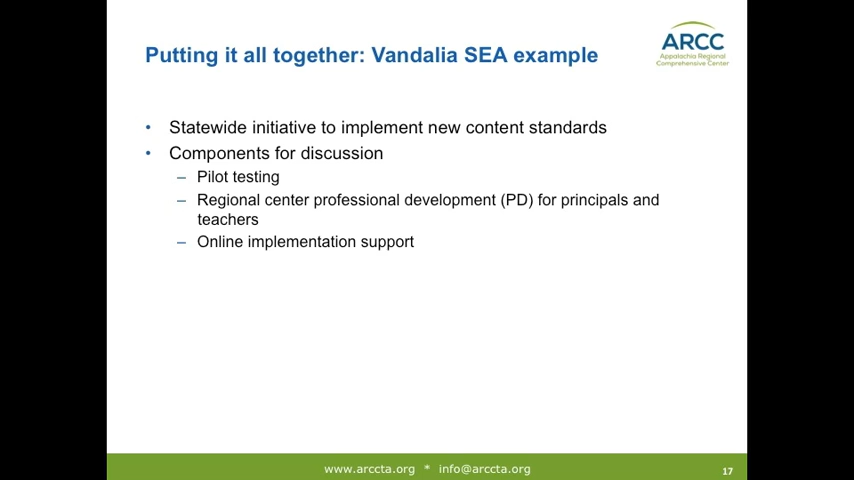 Putting it all together: Vandalia SEA example
ARCC
Appalachia Regional
Comprehensive Center
• Statewide initiative to implement new content standards
• Components for discussion
– Pilot testing
– Regional center professional development (PD) for principals and
teachers
– Online implementation support
www.arccta.org * info@arccta.org
17